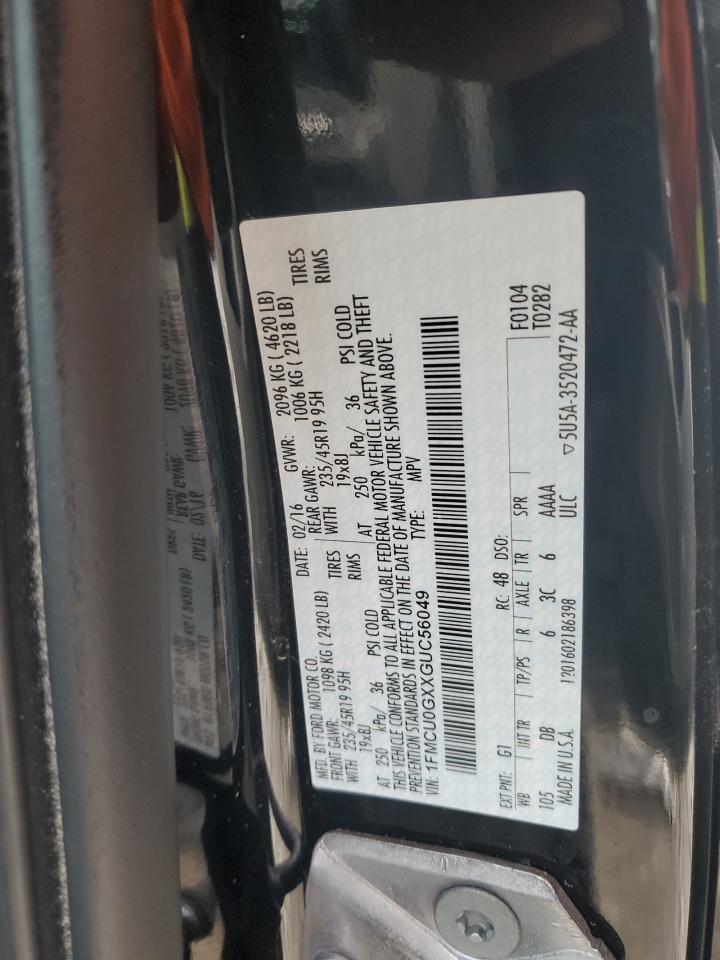 MFD. BY FORD MOTOR CO. DATE: 02/16 GVWR: 2096 KG ( 4620 LB)
FRONT GAWR: 1098 KG ( 2420 LB) REAR GAWR: 1006 KG ( 2218 LB)
WITH 235/45R19 95H TIRES WITH 235/45R19 95H TIRES
19x8J RIMS 19x8J RIMS
AT 250 kPa/ 36 PSI COLD AT 250 kPa/ 36 PSI COLD
THIS VEHICLE CONFORMS TO ALL APPLICABLE FEDERAL MOTOR VEHICLE SAFETY AND THEFT
PREVENTION STANDARDS IN EFFECT ON THE DATE OF MANUFACTURE SHOWN ABOVE.
VIN: 1FMCU0GXXGUC56049 TYPE: MPV
EXT PNT: G1 RC: 48 DSO: F0104
WB INT TR TP/PS R AXLE TR SPR T0282
105 DB 6 3C 6 AAAA
MADE IN U.S.A. 1201602186398 ULC ▽5U5A-3520472-AA